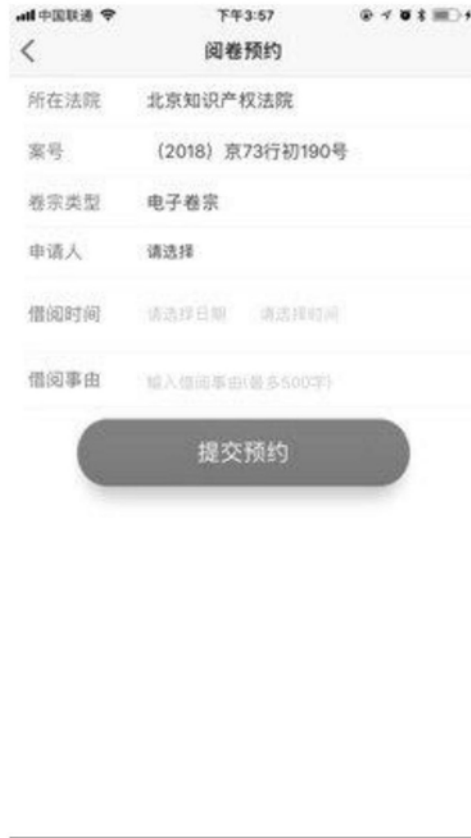 中国联通 下午3:57
阅卷预约
所在法院 北京知识产权法院
案号 （2018）京73行初190号
卷宗类型 电子卷宗
申请人 请选择
借阅时间 请选择日期 请选择时间
借阅事由 输入借阅事由(最多500字)
提交预约